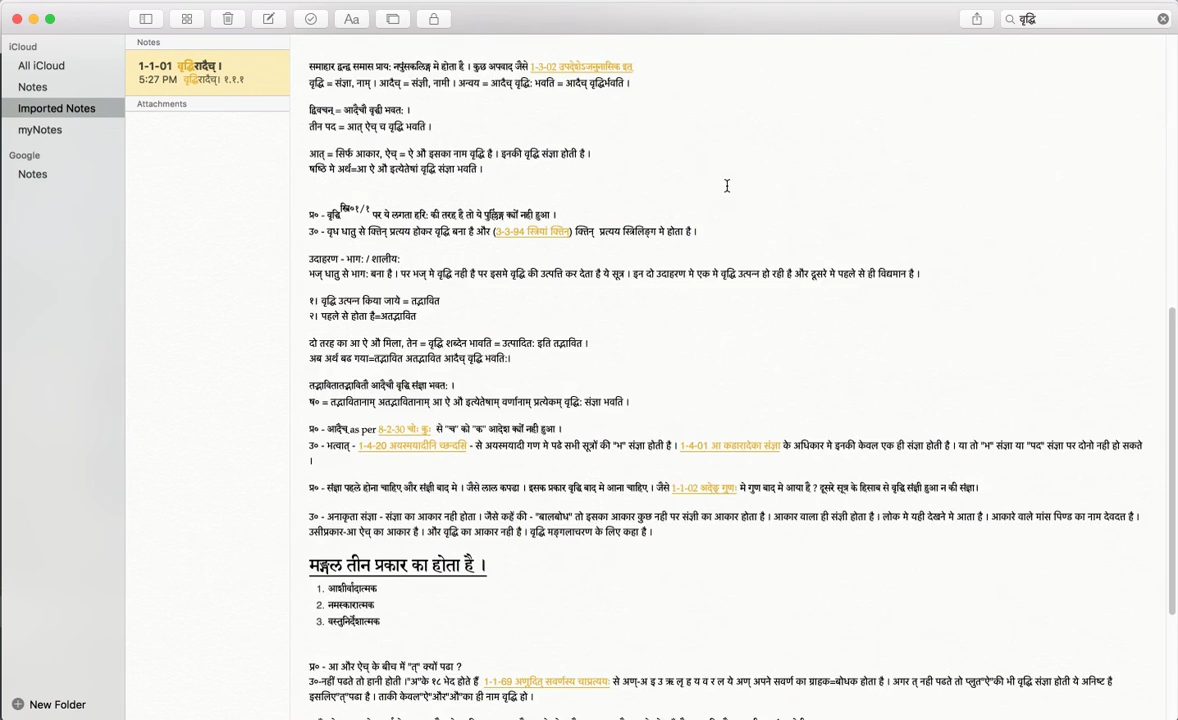 वृद्धि
iCloud
All iCloud
Notes
Imported Notes
myNotes
Google
Notes
New Folder
Notes
1-1-01 वृद्धिरादैच् ।
5:27 PM वृद्धिरादैच्। १.१.१
Attachments
समाहार द्वन्द्व समास प्राय: नपुंसकलिङ्ग मे होता है । कुछ अपवाद् जैसे 1-3-02 उपदेशेऽजनुनासिक इत्
वृद्धि = संज्ञा, नाम् । आदैच् = संज्ञी, नामी । अन्वय = आदैच् वृद्धि: भवति = आदैच् वृद्धिर्भवति ।
द्विवचन् = आदैचौ वृद्धी भवत: ।
तीन पद = आत् ऐच् च वृद्धि भवति ।
आत् = सिर्फ आकार, ऐच् = ऐ औ इसका नाम वृद्धि है । इनकी वृद्धि संज्ञा होती है ।
षष्ठि मे अर्थ=आ ऐ औ इत्येतेषां वृद्धि संज्ञा भवति ।
प्र॰ - वृद्धि स्त्रि॰१/१ पर ये लगता हरि: की तरह है तो ये पुल्लिङ्ग क्यों नही हुआ ।
उ॰ - वृध धातु से क्तिन् प्रत्यय होकर वृद्धि बना है और (3-3-94 स्त्रियां क्तिन्) क्तिन् प्रत्यय स्त्रिलिङ्ग मे होता है ।
उदाहरण - भाग: / शालीय:
भज् धातु से भाग: बना है । पर भज् मे वृद्धि नही है पर इसमे वृद्धि की उत्पत्ति कर देता है ये सूत्र । इन दो उदाहरण मे एक मे वृद्धि उत्पन्न हो रही है और दूसरे मे पहले से ही विद्यमान है ।
१। वृद्धि उत्पन्न किया जाये = तद्भावित
२। पहले से होता है=अतद्भावित
दो तरह का आ ऐ औ मिला, तेन = वृद्धि शब्देन भावति = उत्पादित: इति तद्भावित ।
अब अर्थ बढ गया=तद्भावित अतद्भावित आदैच् वृद्धि भवति:।
तद्भावितातद्भावितौ आदैचौ वृद्धि संज्ञा भवत: ।
ष॰ = तद्भावितानाम् अतद्भावितानाम् आ ऐ औ इत्येतेषाम् वर्णानाम् प्रत्येकम् वृद्धि: संज्ञा भवति ।
प्र॰ - आदैच् as per 8-2-30 चो: कु: से "च" को "क" आदेश क्यों नही हुआ ।
उ॰ - भत्वात् - 1-4-20 अयस्मयादीनि च्छन्दसि - से अयस्मयादी गण मे पढे सभी सूत्रों की "भ" संज्ञा होती है । 1-4-01 आ कडारादेका संज्ञा के अधिकार मे इनकी केवल एक ही संज्ञा होती है । या तो "भ" संज्ञा या "पद" संज्ञा पर दोनो नही हो सकते
।
प्र॰ - संज्ञा पहले होना चाहिए और संज्ञी बाद मे । जैसे लाल कपडा । इसक प्रकार वृद्धि बाद मे आना चाहिए । जैसे 1-1-02 अदेङ् गुण: मे गुण बाद मे आया है ? दूसरे सूत्र के हिसाब से वृद्धि संज्ञी हुआ न की संज्ञा।
उ॰ - अनाकृता संज्ञा - संज्ञा का आकार नही होता । जैसे कहें की - "बालबोध" तो इसका आकार कुछ नही पर संज्ञी का आकार होता है । आकार वाला ही संज्ञी होता है । लोक मे यही देखने मे आता है । आकारे वाले मांस पिण्ड का नाम देवदत है ।
उसीप्रकार-आ ऐच् का आकार है । और वृद्धि का आकार नही है । वृद्धि मङ्गलाचरण के लिए कहा है ।
मङ्गल तीन प्रकार का होता है ।
1. आशीर्वादात्मक
2. नमस्कारात्मक
3. वस्तुनिर्देशात्मक
प्र॰ - आ और ऐच् के बीच में "त्" क्यों पढा ?
उ॰-नहीं पढते तो हानी होती ।"अ"के १८ भेद होते हैं 1-1-69 अणुदित् सवर्णस्य चाप्रत्यय: से अण्-अ इ उ ऋ लृ ह य व र ल ये अण् अपने सवर्ण का ग्राहक=बोधक होता है । अगर त् नही पढते तो प्लुत"ऐ"की भी वृद्धि संज्ञा होती ये अनिष्ट है
इसलिए"त्"पढा है । ताकी केवल"ऐ"और"औ"का ही नाम वृद्धि हो ।